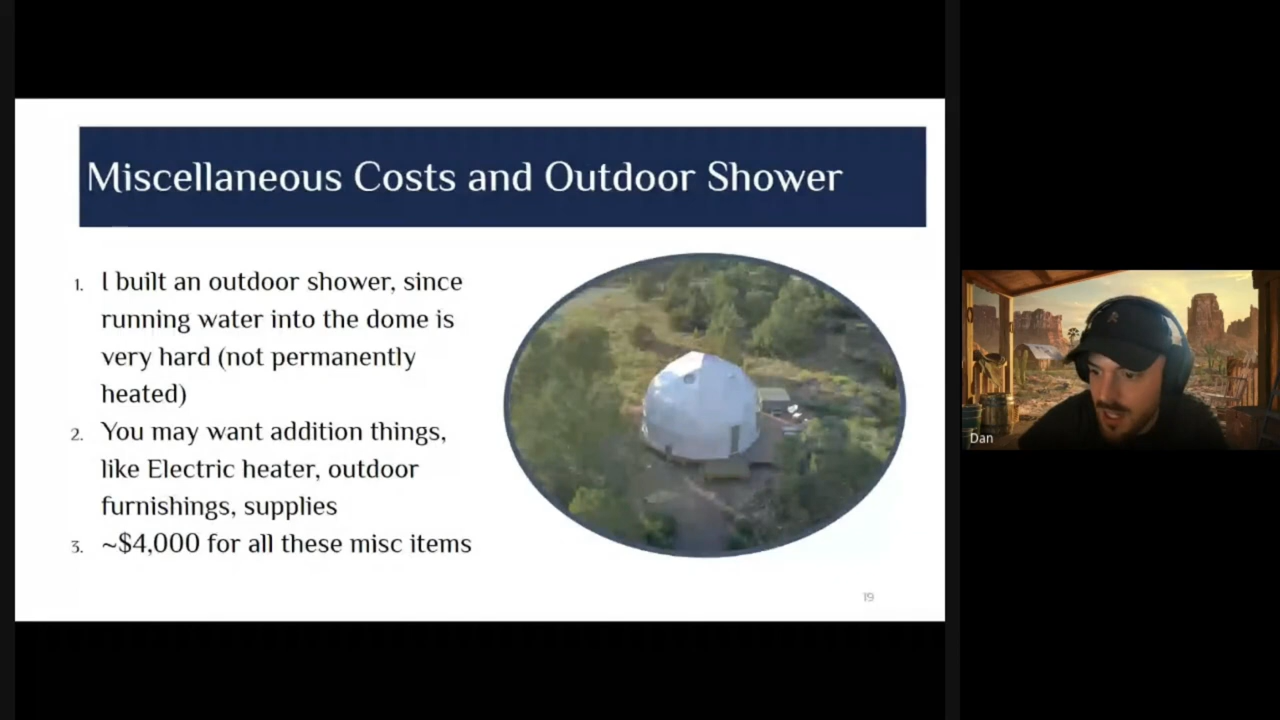 Miscellaneous Costs and Outdoor Shower
1. I built an outdoor shower, since
running water into the dome is
very hard (not permanently
heated)
2. You may want addition things,
like Electric heater, outdoor
furnishings, supplies
3. ~$4,000 for all these misc items
19
Dan